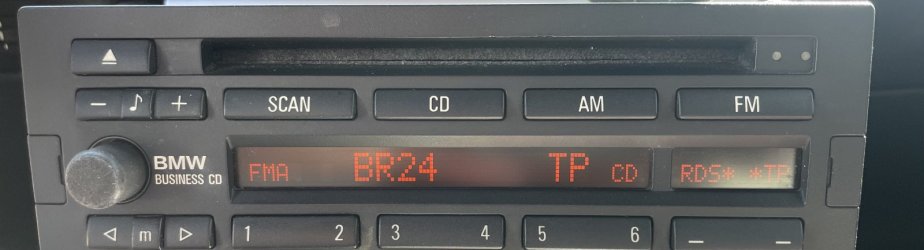 SCAN CD AM FM
BMW
BUSINESS CD
FMA BR24 TP CD RDS* *TP
m 1 2 3 4 5 6